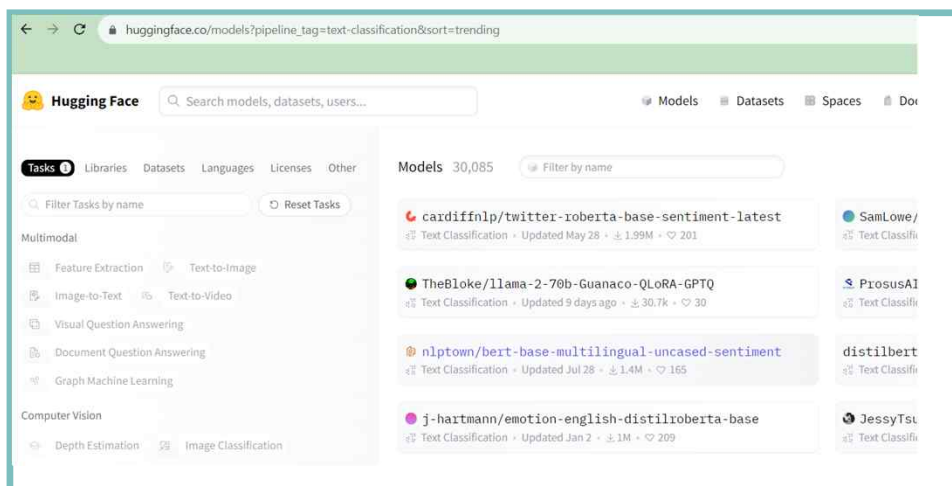 huggingface.co/models?pipeline_tag=text-classification&sort=trending
Hugging Face
Search models, datasets, users...
Models
Datasets
Spaces
Tasks 1
Libraries
Datasets
Languages
Licenses
Other
Filter Tasks by name
Reset Tasks
Multimodal
Feature Extraction
Text-to-Image
Image-to-Text
Text-to-Video
Visual Question Answering
Document Question Answering
Graph Machine Learning
Computer Vision
Depth Estimation
Image Classification
Models 30,085
Filter by name
cardiffnlp/twitter-roberta-base-sentiment-latest
Text Classification • Updated May 28 • 1.99M • 201
TheBloke/llama-2-70b-Guanaco-QLoRA-GPTQ
Text Classification • Updated 9 days ago • 30.7k • 30
nlptown/bert-base-multilingual-uncased-sentiment
Text Classification • Updated Jul 28 • 1.4M • 165
j-hartmann/emotion-english-distilroberta-base
Text Classification • Updated Jan 2 • 1M • 209
SamLowe/
Text
ProsusAI
Text
distilbert
Text
Text